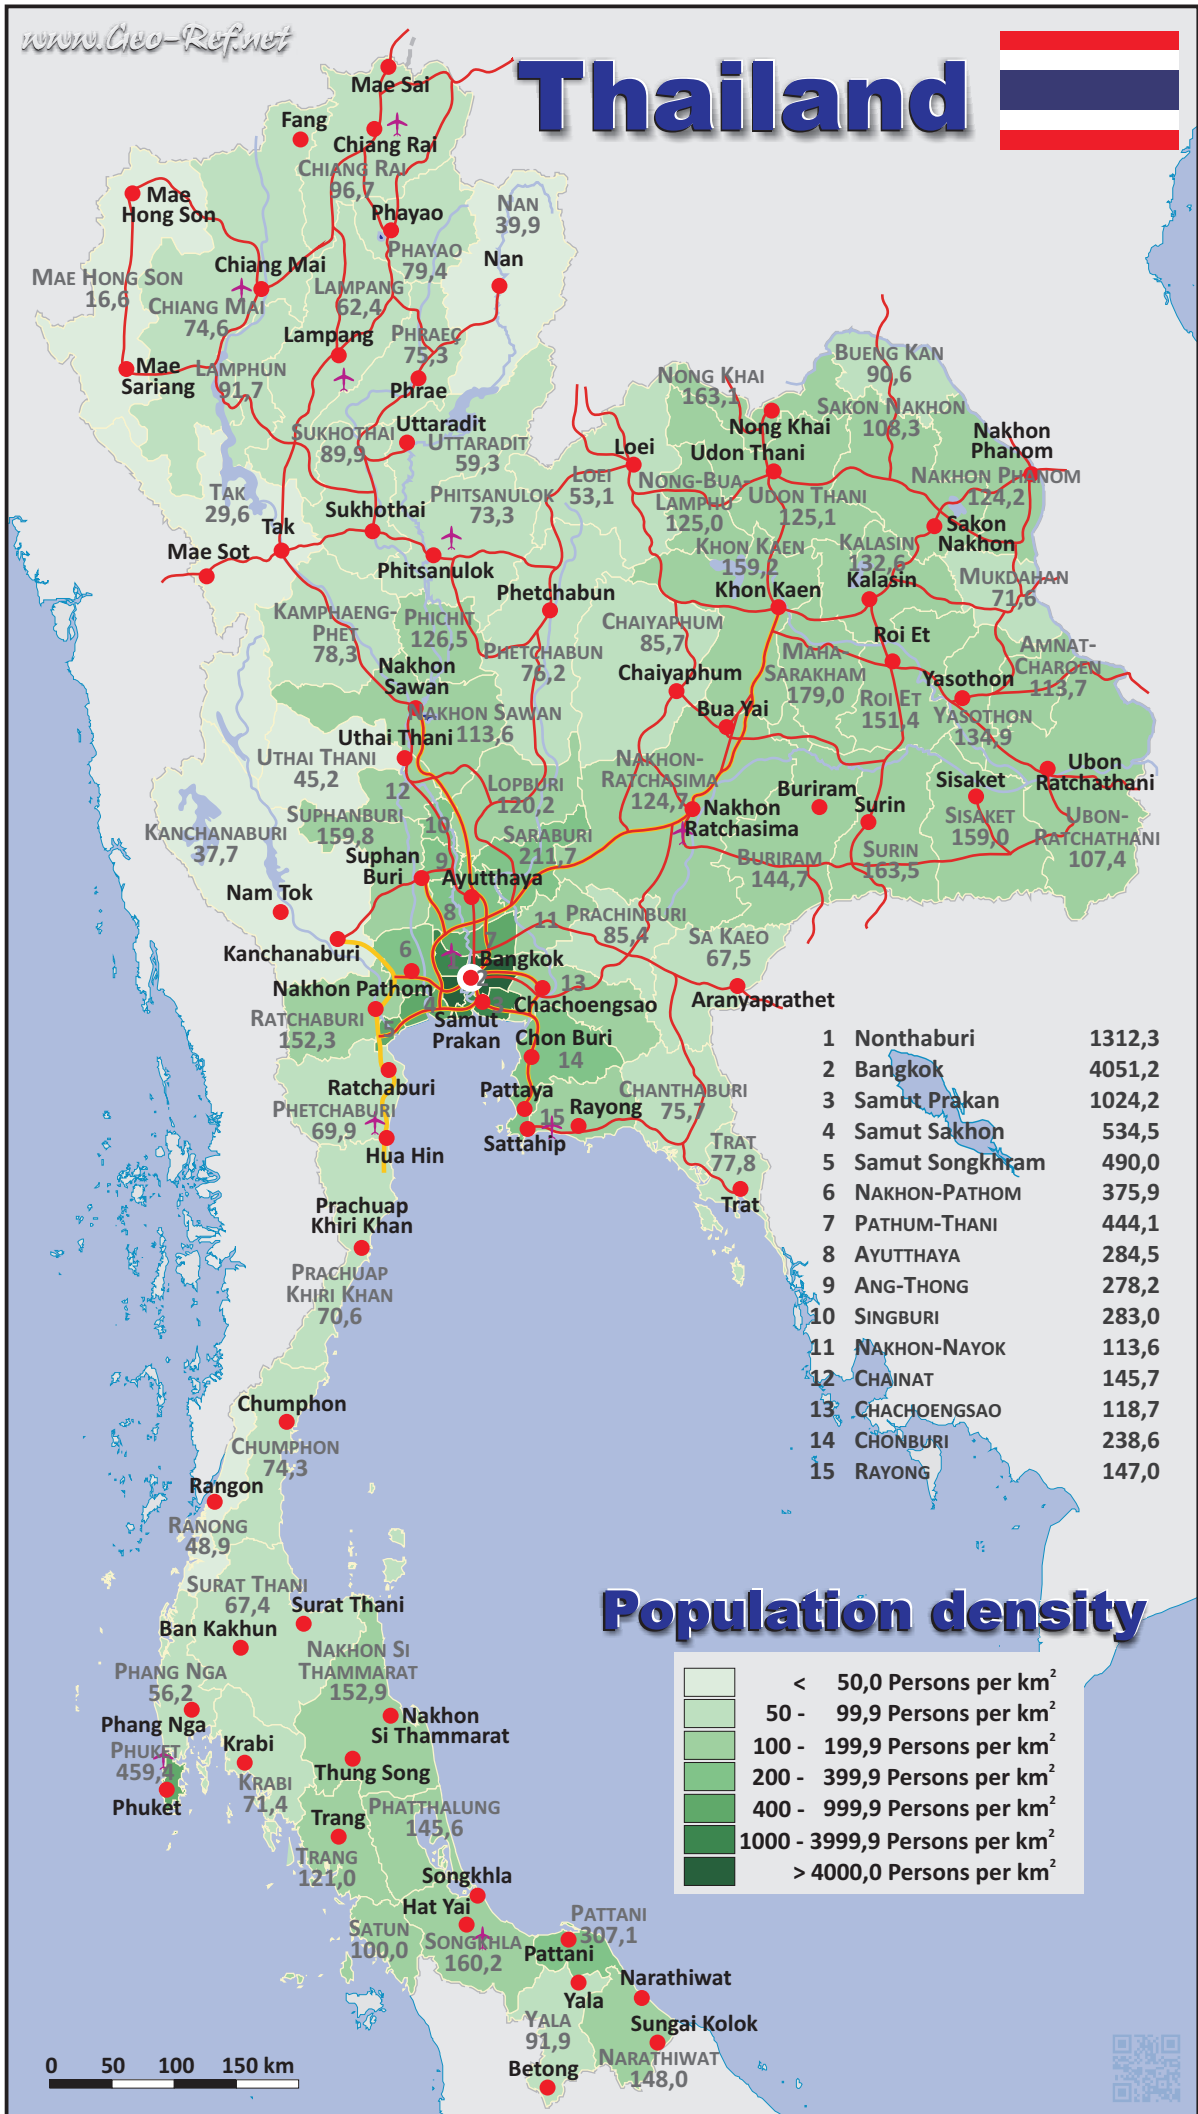 www.Geo-Ref.net
Thailand
Mae Sai
Fang
Chiang Rai
CHIANG RAI
96,7
Mae
Hong Son
Phayao
NAN
39,9
PHAYAO
79,4
Nan
Chiang Mai
MAE HONG SON
16,6
CHIANG MAI
74,6
LAMPANG
62,4
Lampang
PHRAEÇ
75,3
Mae
Sariang
LAMPHUN
91,7
Phrae
BUENG KAN
90,6
NONG KHAI
163,1
SAKON NAKHON
108,3
Uttaradit
SUKHOTHAI
89,9
UTTARADIT
59,3
Nong Khai
Nakhon
Phanom
Loei
Udon Thani
LOEI
53,1
NONG-BUA-
LAMPHU
125,0
UDON THANI
125,1
NAKHON PHANOM
124,2
TAK
29,6
PHITSANULOK
73,3
Sukhothai
Tak
Sakon
Nakhon
Mae Sot
Phitsanulok
KHON KAEN
159,2
KALASIN
132,6
Kalasin
MUKDAHAN
71,6
Phetchabun
Khon Kaen
KAMPHAENG-
PHET
78,3
PHICHIT
126,5
CHAIYAPHUM
85,7
Roi Et
PHETCHABUN
76,2
MAHA-
SARAKHAM
179,0
AMNAT-
CHAROEN
113,7
Nakhon
Sawan
Chaiyaphum
Yasothon
ROI ET
151,4
Bua Yai
NAKHON SAWAN
113,6
YASOTHON
134,9
Uthai Thani
UTHAI THANI
45,2
NAKHON-
RATCHASIMA
124,7
Ubon
Ratchathani
12
LOPBURI
120,2
Buriram
Sisaket
Surin
Nakhon
Ratchasima
SUPHANBURI
159,8
10
KANCHANABURI
37,7
SARABURI
211,7
SISAKET
159,0
UBON-
RATCHATHANI
107,4
Suphan
Buri
9
BURIRAM
144,7
SURIN
163,5
Ayutthaya
Nam Tok
8
11
PRACHINBURI
85,4
SA KAEO
67,5
Kanchanaburi
6
1
7
Bangkok
2
13
Nakhon Pathom
Chachoengsao
Aranyaprathet
4
3
RATCHABURI
152,3
5
Samut
Prakan
Chon Buri
14
Ratchaburi
Pattaya
CHANTHABURI
75,7
PHETCHABURI
69,9
15
Rayong
Sattahip
Hua Hin
TRAT
77,8
Trat
1 Nonthaburi 1312,3
2 Bangkok 4051,2
3 Samut Prakan 1024,2
4 Samut Sakhon 534,5
5 Samut Songkhram 490,0
6 NAKHON-PATHOM 375,9
7 PATHUM-THANI 444,1
8 AYUTTHAYA 284,5
9 ANG-THONG 278,2
10 SINGBURI 283,0
11 NAKHON-NAYOK 113,6
12 CHAINAT 145,7
13 CHACHOENGSAO 118,7
14 CHONBURI 238,6
15 RAYONG 147,0
Prachuap
Khiri Khan
PRACHUAP
KHIRI KHAN
70,6
Chumphon
CHUMPHON
74,3
Rangon
RANONG
48,9
SURAT THANI
67,4
Surat Thani
Ban Kakhun
NAKHON SI
THAMMARAT
152,9
PHANG NGA
56,2
Phang Nga
Nakhon
Si Thammarat
PHUKET
459,4
Krabi
Thung Song
KRABI
71,4
Phuket
Trang
PHATTHALUNG
145,6
TRANG
121,0
Songkhla
Hat Yai
SATUN
100,0
SONGKHLA
160,2
PATTANI
307,1
Pattani
Narathiwat
Yala
YALA
91,9
Sungai Kolok
NARATHIWAT
148,0
Betong
Population density
< 50,0 Persons per km²
50 - 99,9 Persons per km²
100 - 199,9 Persons per km²
200 - 399,9 Persons per km²
400 - 999,9 Persons per km²
1000 - 3999,9 Persons per km²
> 4000,0 Persons per km²
0 50 100 150 km